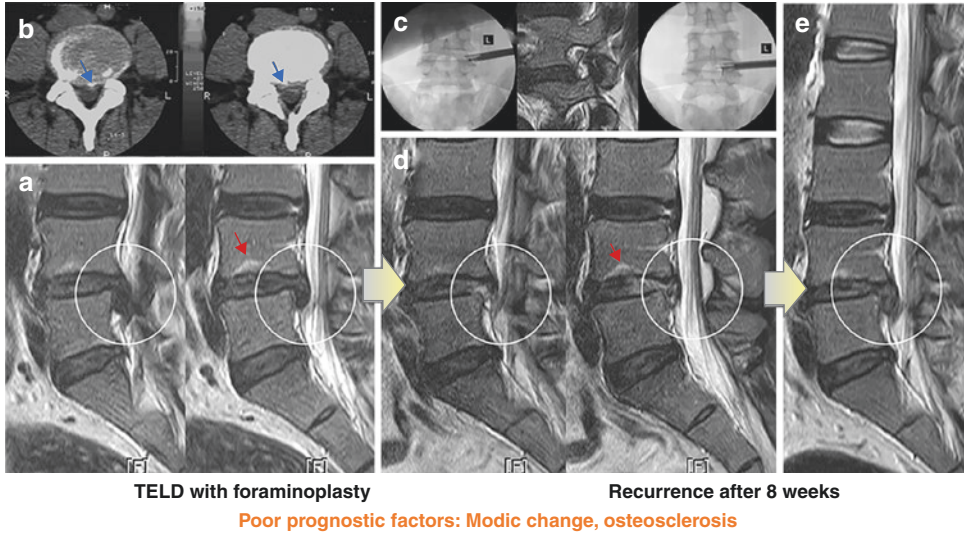 b
c
e
R
L
L
L
a
d
[F]
[F]
[F]
[F]
TELD with foraminoplasty
Recurrence after 8 weeks
Poor prognostic factors: Modic change, osteosclerosis